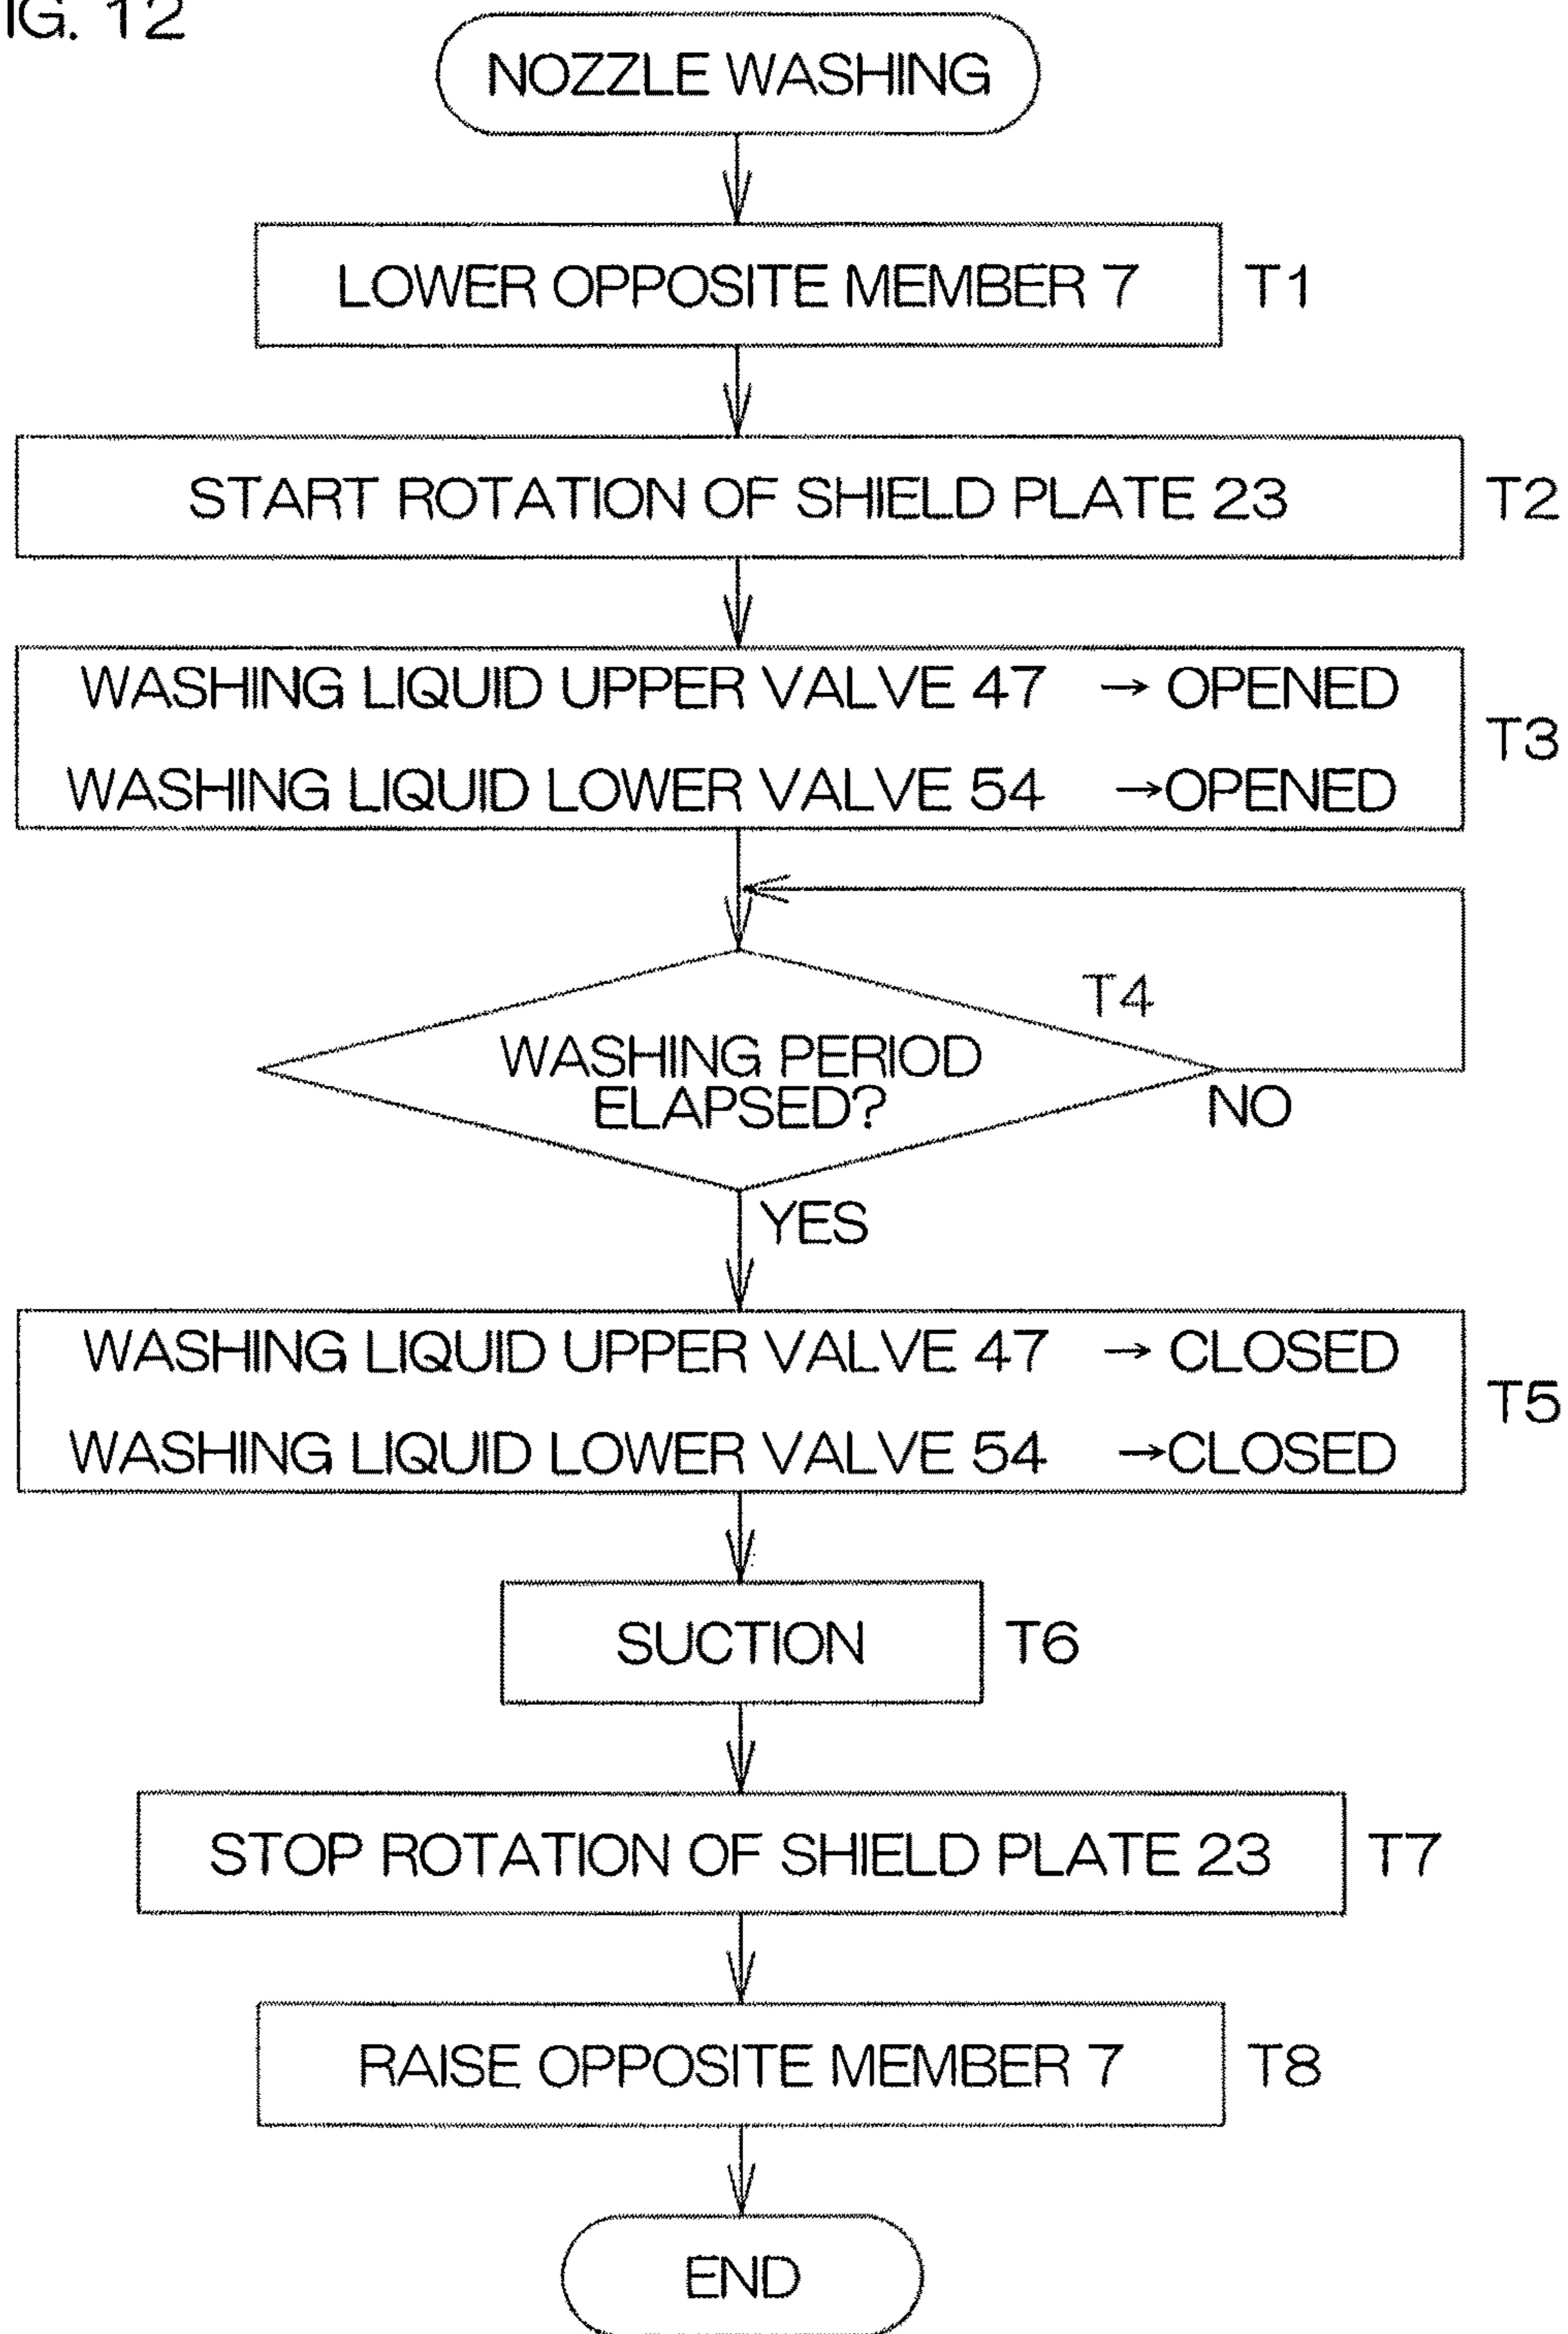 IG. 12
NOZZLE WASHING
LOWER OPPOSITE MEMBER 7 T1
START ROTATION OF SHIELD PLATE 23 T2
WASHING LIQUID UPPER VALVE 47 → OPENED
T3
WASHING LIQUID LOWER VALVE 54 →OPENED
T4
WASHING PERIOD
ELAPSED?
NO
YES
WASHING LIQUID UPPER VALVE 47 → CLOSED
T5
WASHING LIQUID LOWER VALVE 54 →CLOSED
SUCTION T6
STOP ROTATION OF SHIELD PLATE 23 T7
RAISE OPPOSITE MEMBER 7 T8
END